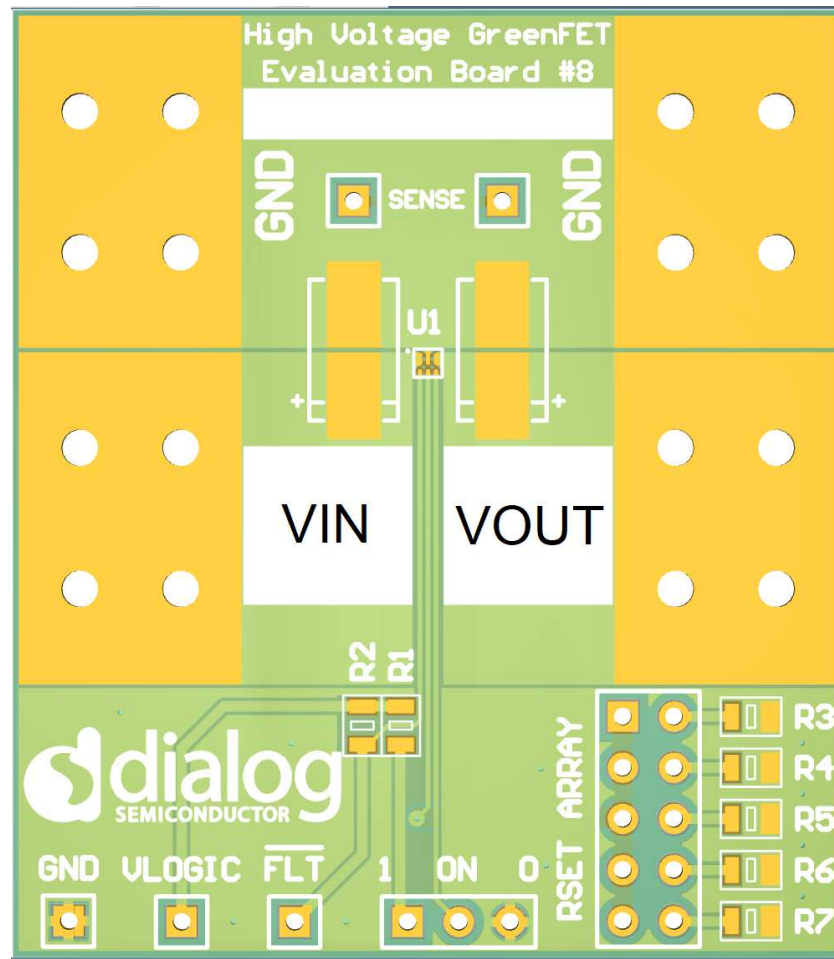 High Voltage GreenFET
Evaluation Board #8
GND
SENSE
GND
U1
+
+
VIN
VOUT
R2
R1
dialog
SEMICONDUCTOR
RSET ARRAY
R3
R4
R5
R6
R7
GND VLOGIC FLT 1 ON 0